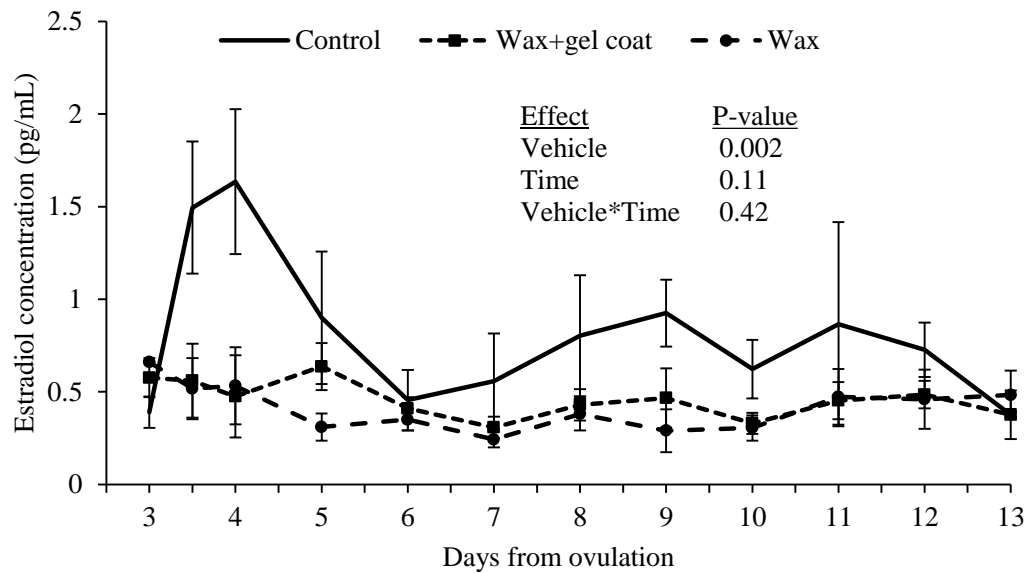 2.5
Control Wax+gel coat Wax
2
Effect P-value
Vehicle 0.002
Time 0.11
Vehicle*Time 0.42
1.5
1
0.5
0
Estradiol concentration (pg/mL)
3 4 5 6 7 8 9 10 11 12 13
Days from ovulation